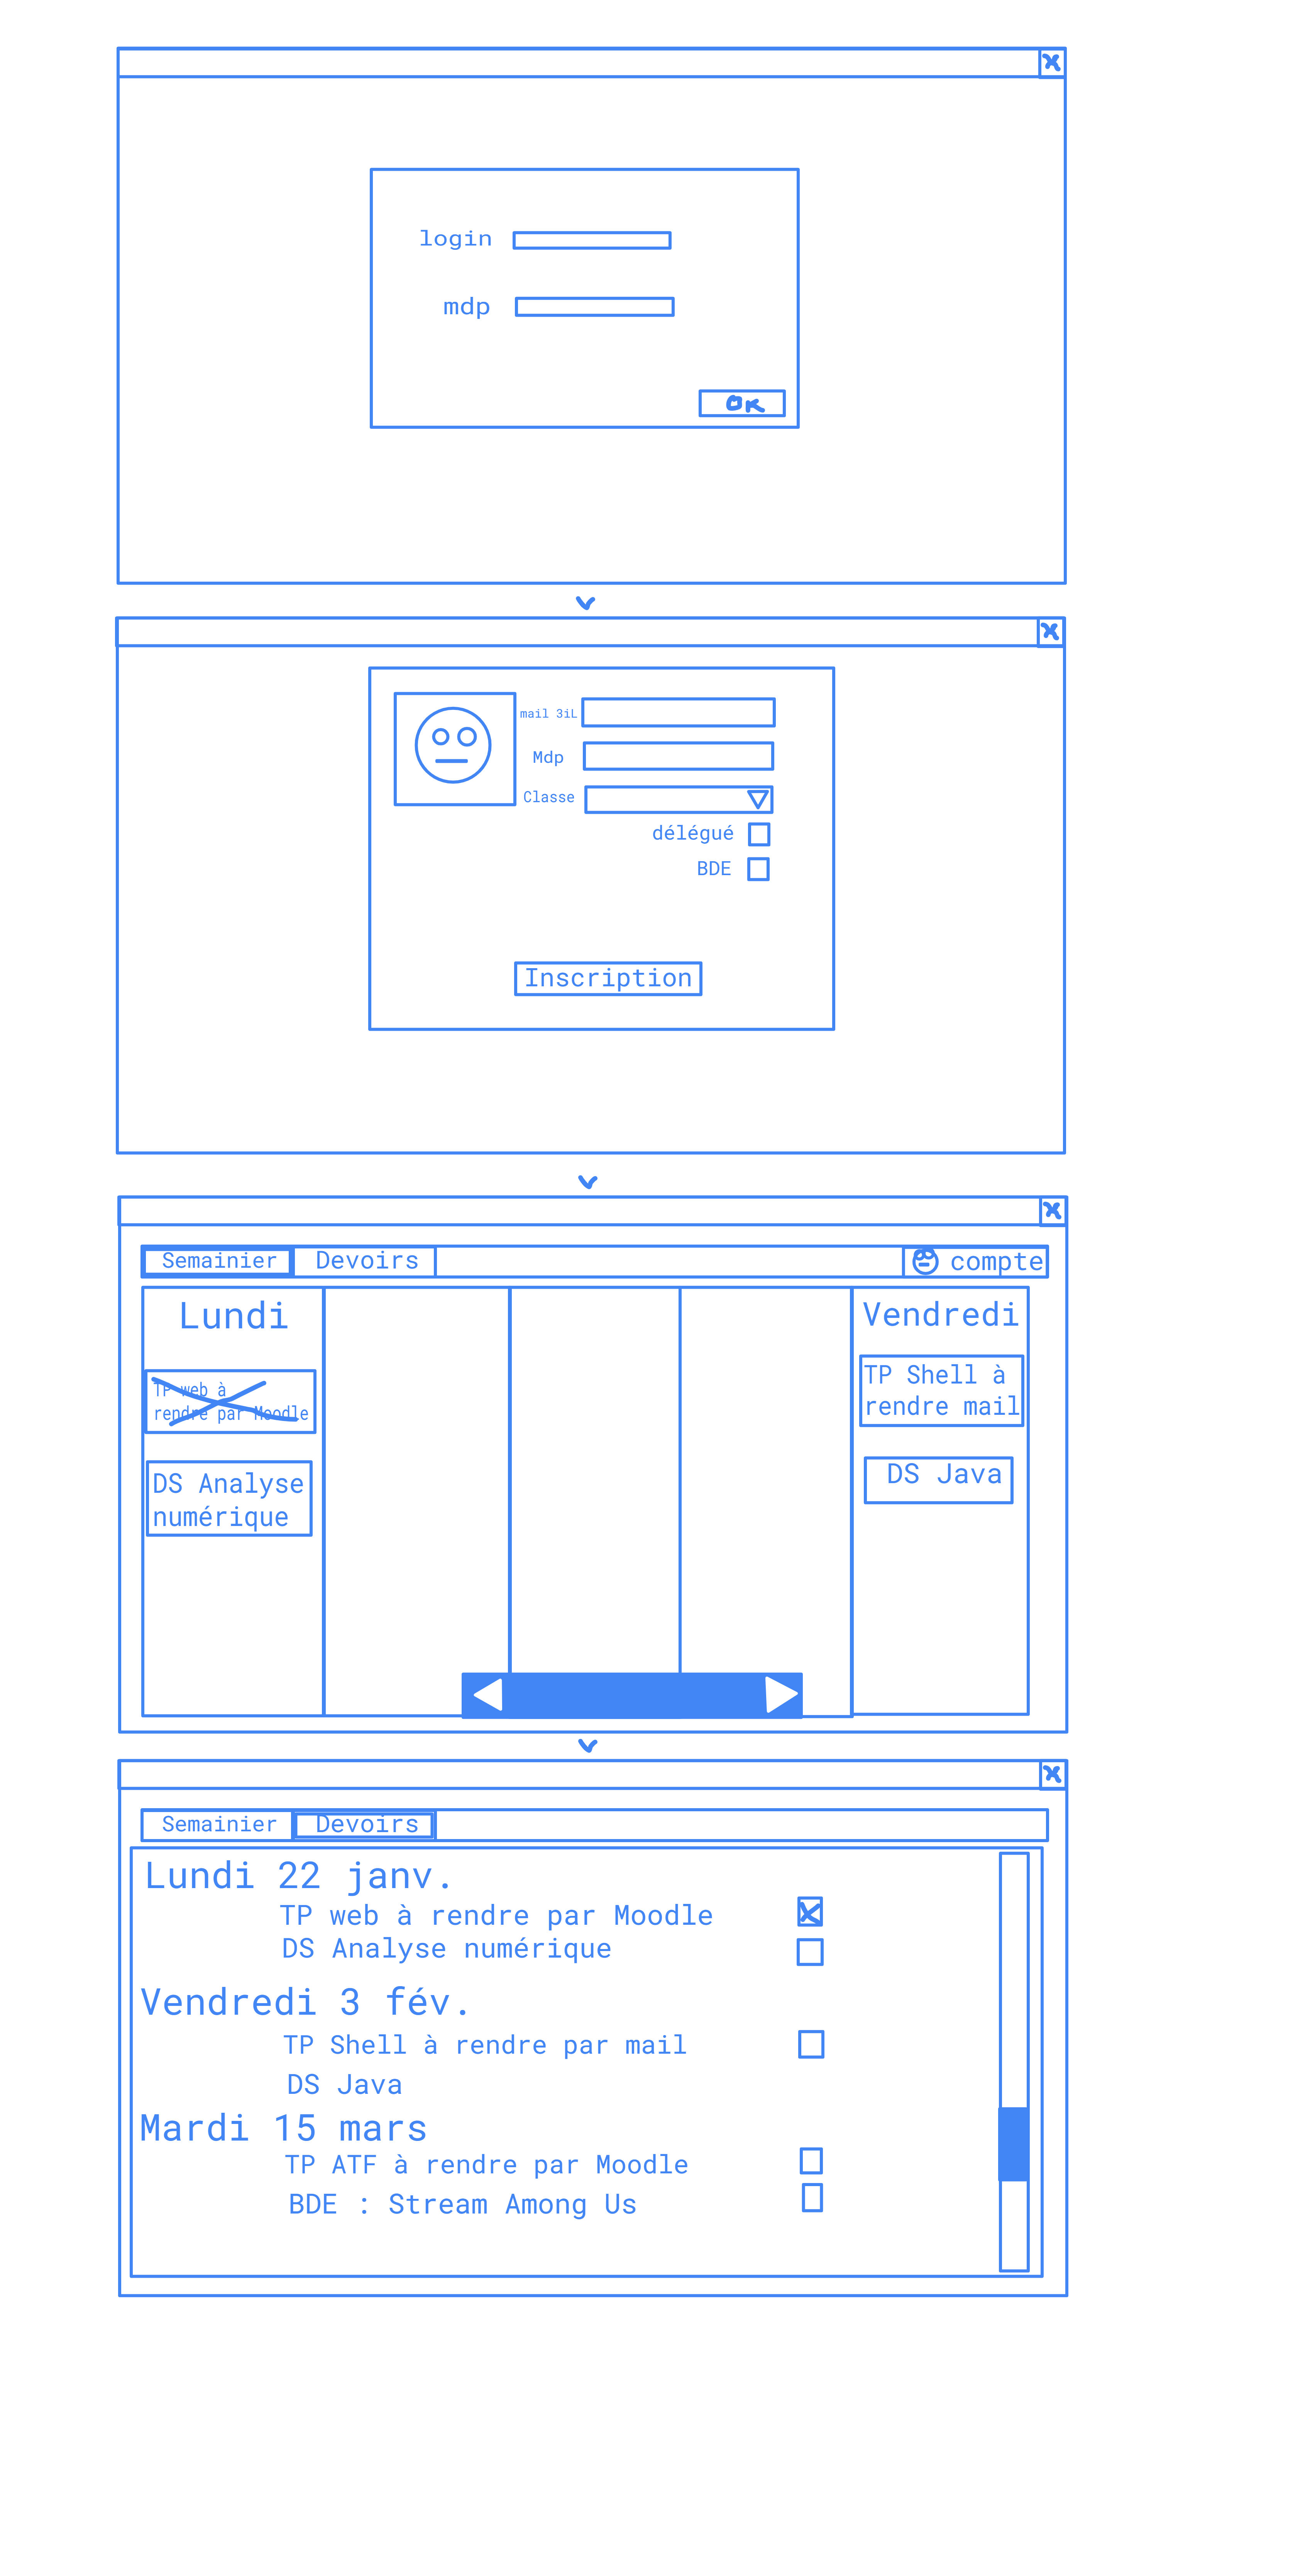 login
mdp
OK
mail 3iL
Mdp
Classe
délégué
BDE
Inscription
Semainier
Devoirs
compte
Lundi
TP web à
rendre par Moodle
DS Analyse
numérique
Vendredi
TP Shell à
rendre mail
DS Java
Semainier
Devoirs
Lundi 22 janv.
TP web à rendre par Moodle
DS Analyse numérique
Vendredi 3 fév.
TP Shell à rendre par mail
DS Java
Mardi 15 mars
TP ATF à rendre par Moodle
BDE : Stream Among Us